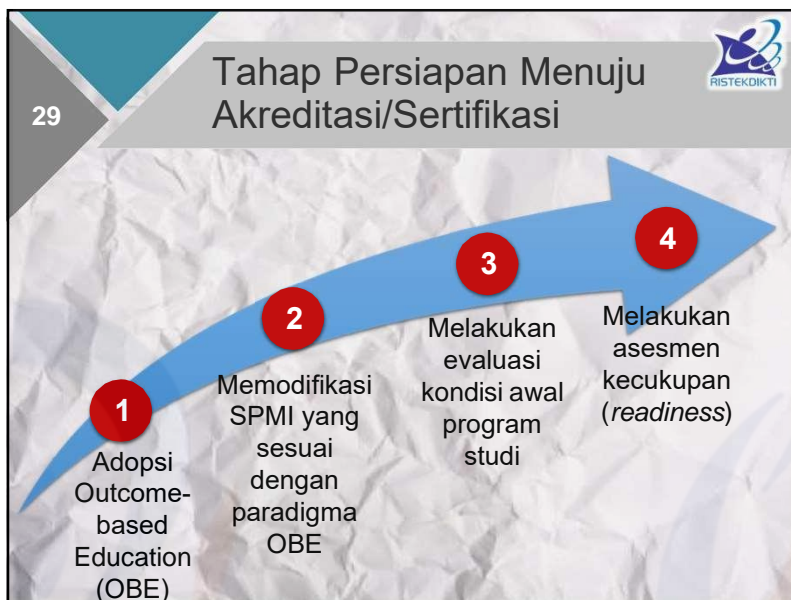 29
Tahap Persiapan Menuju
Akreditasi/Sertifikasi
RISTEKDIKTI
1
Adopsi
Outcome-
based
Education
(OBE)
2
Memodifikasi
SPMI yang
sesuai
dengan
paradigma
OBE
3
Melakukan
evaluasi
kondisi awal
program
studi
4
Melakukan
asesmen
kecukupan
(readiness)